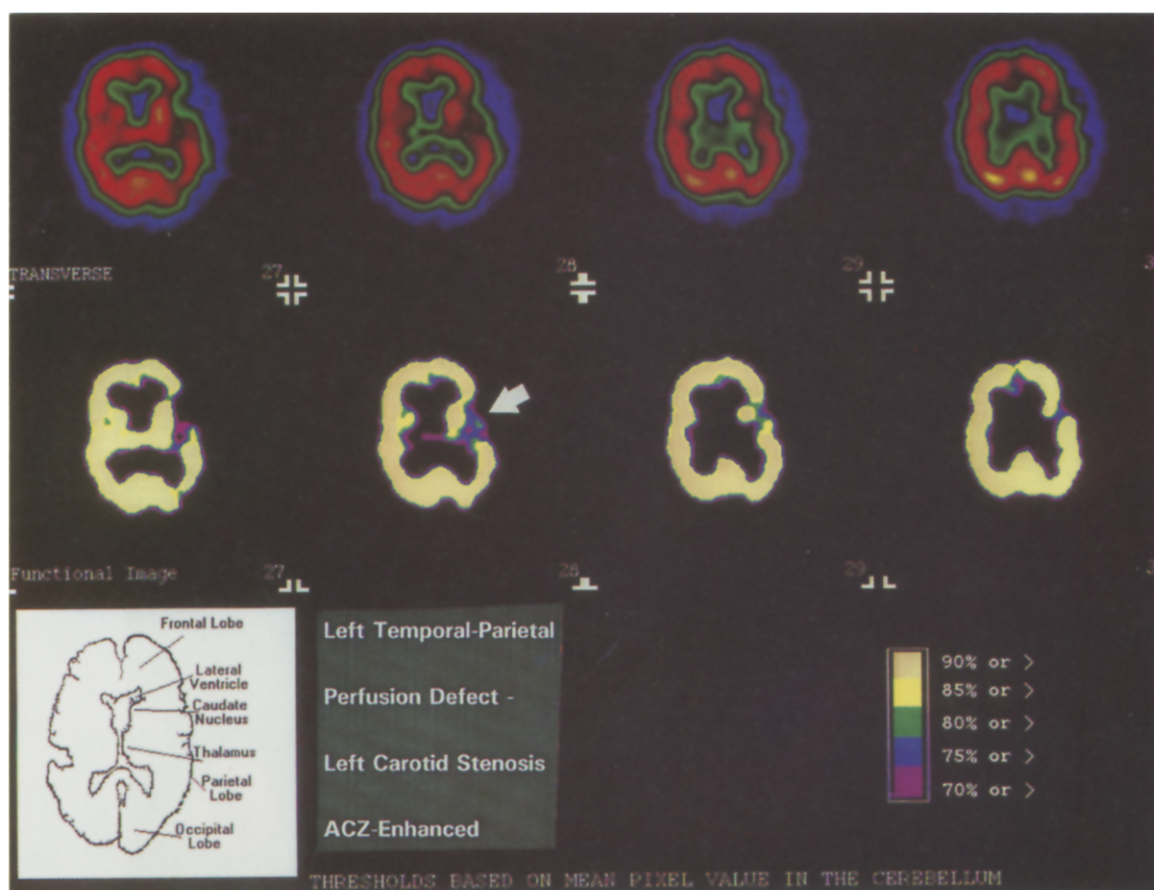 TRANSVERSE
27
28
29
3
Functional Image
27
28
29
3
Frontal Lobe
Lateral
Ventricle
Caudate
Nucleus
Thalamus
Parietal
Lobe
Occipital
Lobe
Left Temporal-Parietal
Perfusion Defect -
Left Carotid Stenosis
ACZ-Enhanced
90% or >
85% or >
80% or >
75% or >
70% or >
THRESHOLDS BASED ON MEAN PIXEL VALUE IN THE CEREBELLUM